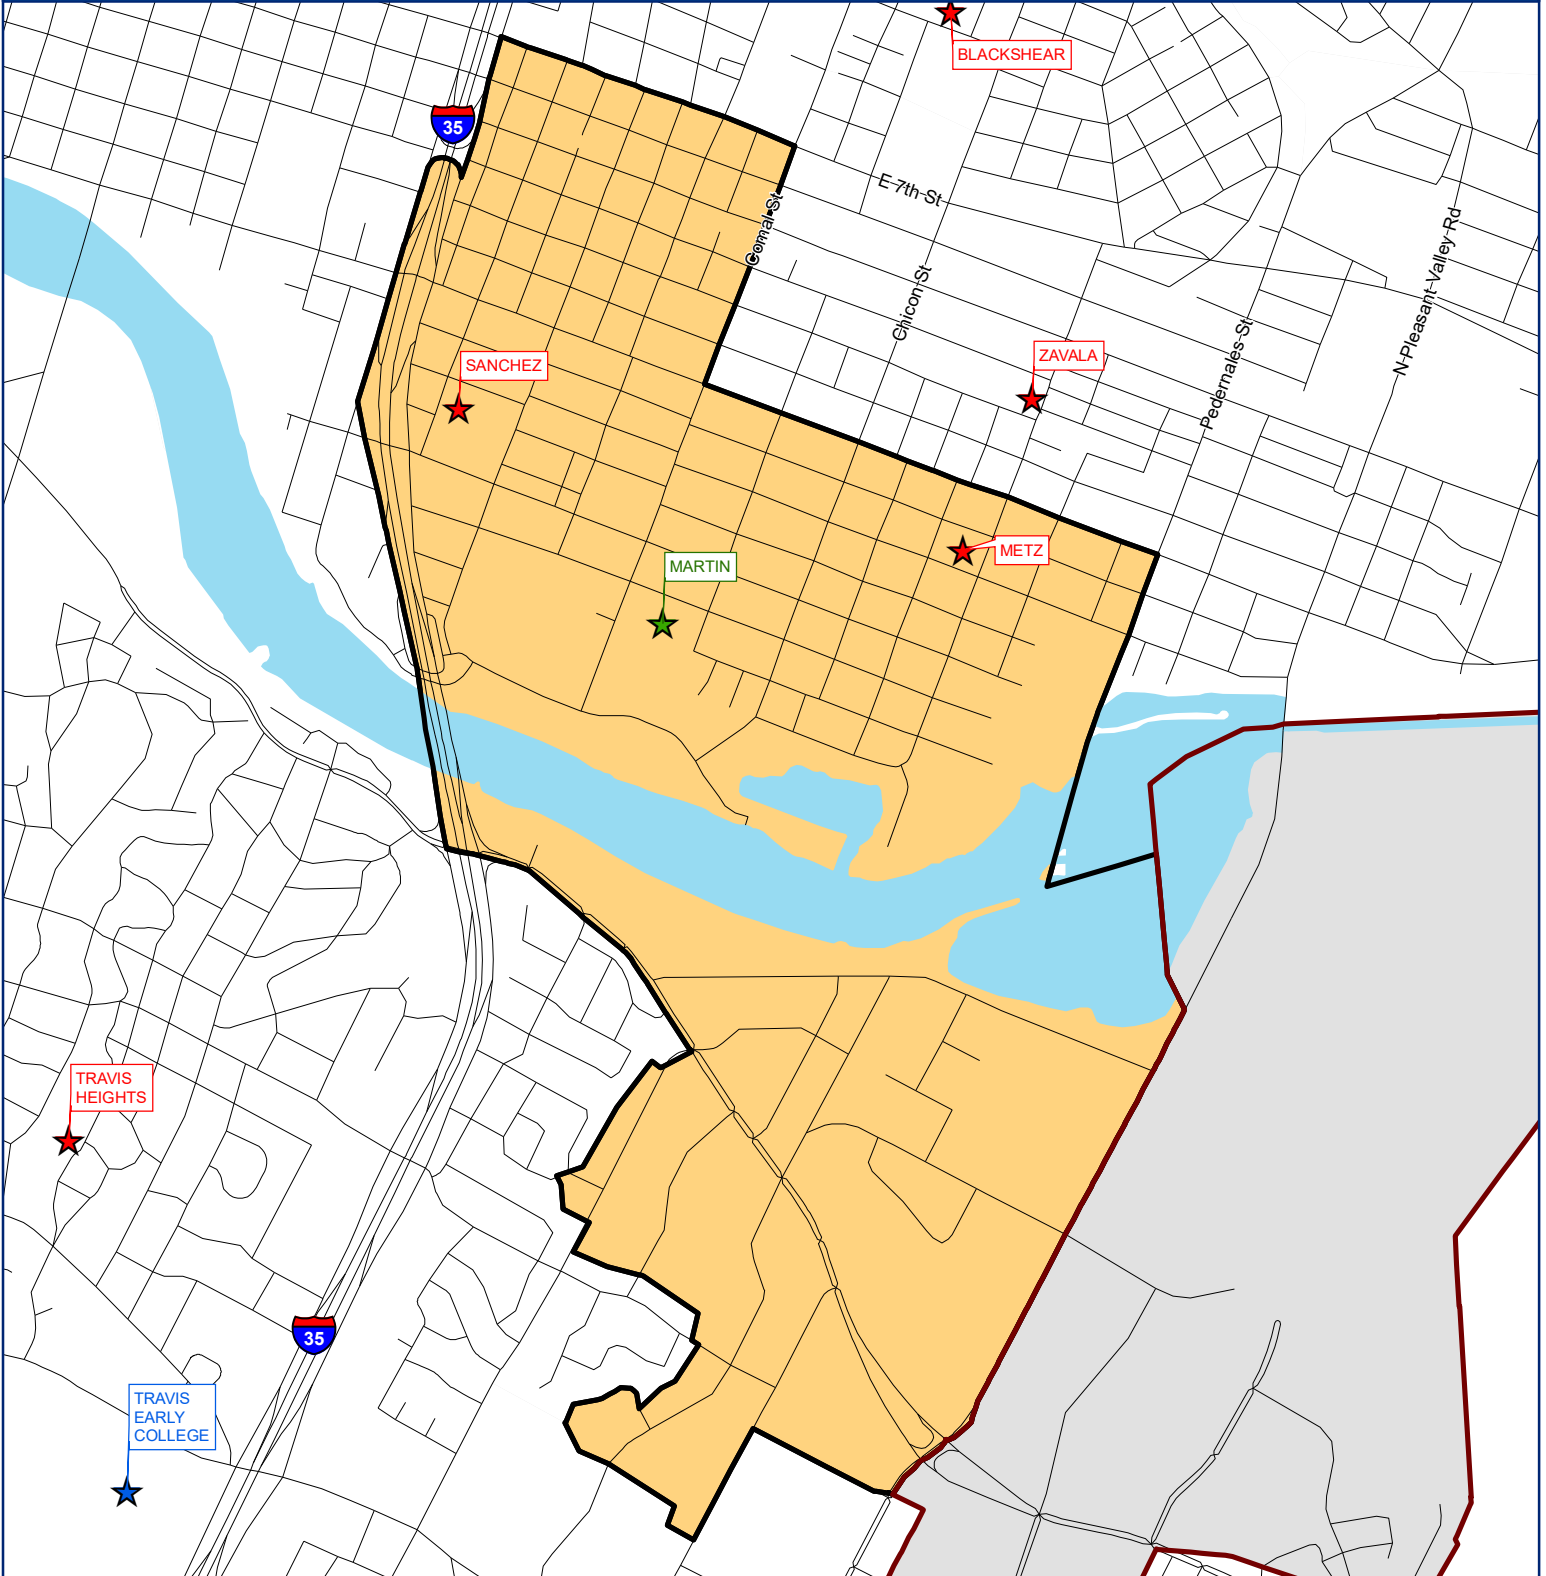 BLACKSHEAR
35
E 7th St
Comal St
Chicon St
N Pleasant Valley Rd
Pedernales St
SANCHEZ
ZAVALA
METZ
MARTIN
TRAVIS
HEIGHTS
35
TRAVIS
EARLY
COLLEGE